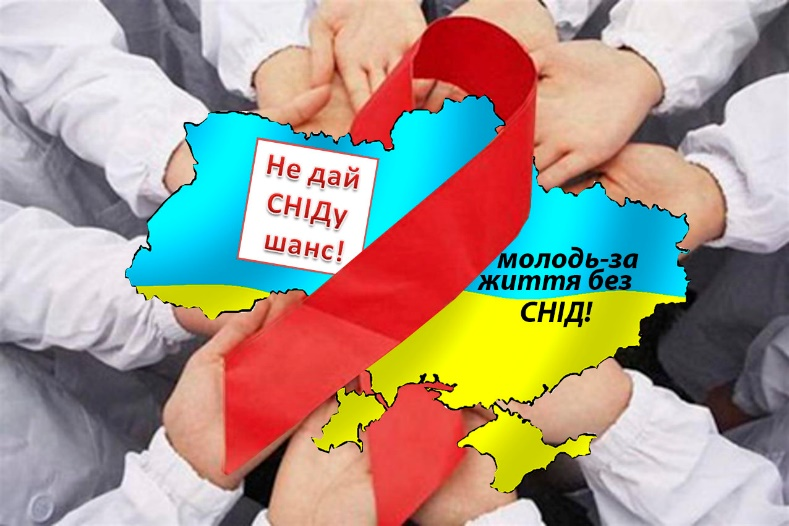 Не дай
СНІДу
шанс!
молодь-за
життя без
СНІД!